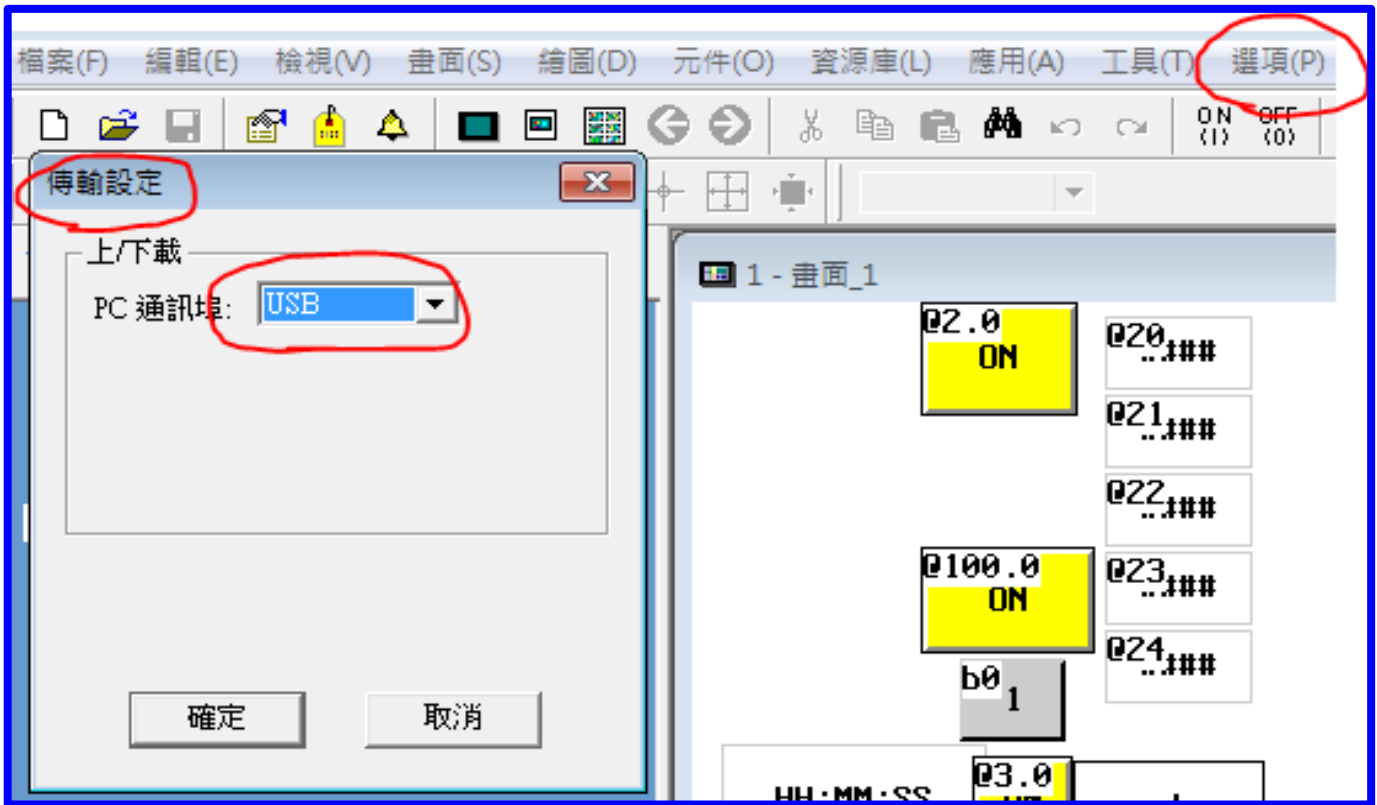 檔案(F) 編輯(E) 檢視(V) 畫面(S) 繪圖(D) 元件(O) 資源庫(L) 應用(A) 工具(T) 選項(P)
ON (1) OFF (0)
傳輸設定
上/下載
PC 通訊埠: USB
確定 取消
1 - 畫面_1
@2.0
ON
@20
@21
@22
@100.0
ON
@23
@24
b0
1
HH:MM:SS
@3.0